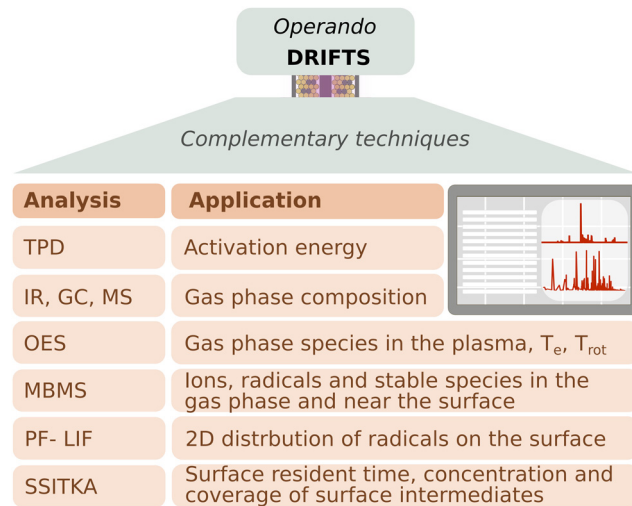 Operando
DRIFTS
Complementary techniques
Analysis
Application
TPD
Activation energy
IR, GC, MS
Gas phase composition
OES
Gas phase species in the plasma, Te, Trot
MBMS
Ions, radicals and stable species in the
gas phase and near the surface
PF- LIF
2D distrbution of radicals on the surface
SSITKA
Surface resident time, concentration and
coverage of surface intermediates